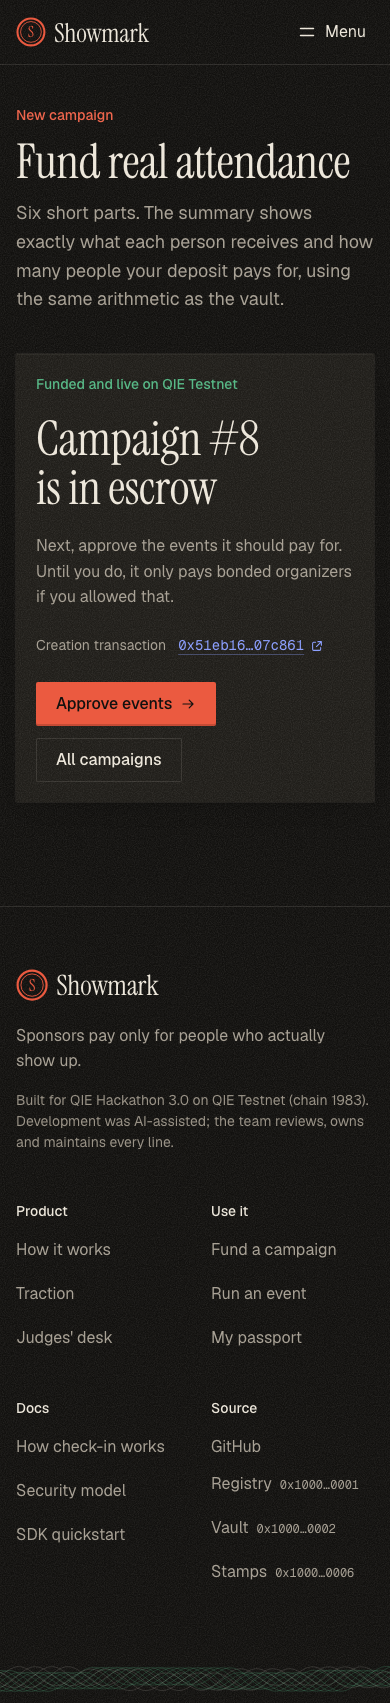 S Showmark
Menu
New campaign
Fund real attendance
Six short parts. The summary shows
exactly what each person receives and how
many people your deposit pays for, using
the same arithmetic as the vault.
Funded and live on QIE Testnet
Campaign #8
is in escrow
Next, approve the events it should pay for.
Until you do, it only pays bonded organizers
if you allowed that.
Creation transaction 0x51eb16…07c861
Approve events →
All campaigns
S Showmark
Sponsors pay only for people who actually
show up.
Built for QIE Hackathon 3.0 on QIE Testnet (chain 1983).
Development was AI-assisted; the team reviews, owns
and maintains every line.
Product
How it works
Traction
Judges' desk
Use it
Fund a campaign
Run an event
My passport
Docs
How check-in works
Security model
SDK quickstart
Source
GitHub
Registry 0x1000…0001
Vault 0x1000…0002
Stamps 0x1000…0006